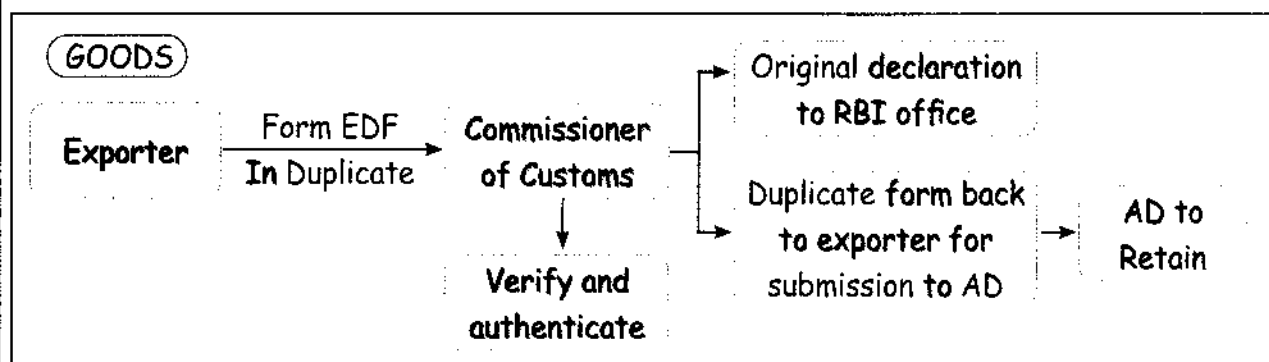 GOODS
Exporter
Form EDF
In Duplicate
Commissioner
of Customs
Verify and
authenticate
Original declaration
to RBI office
Duplicate form back
to exporter for
submission to AD
AD to
Retain